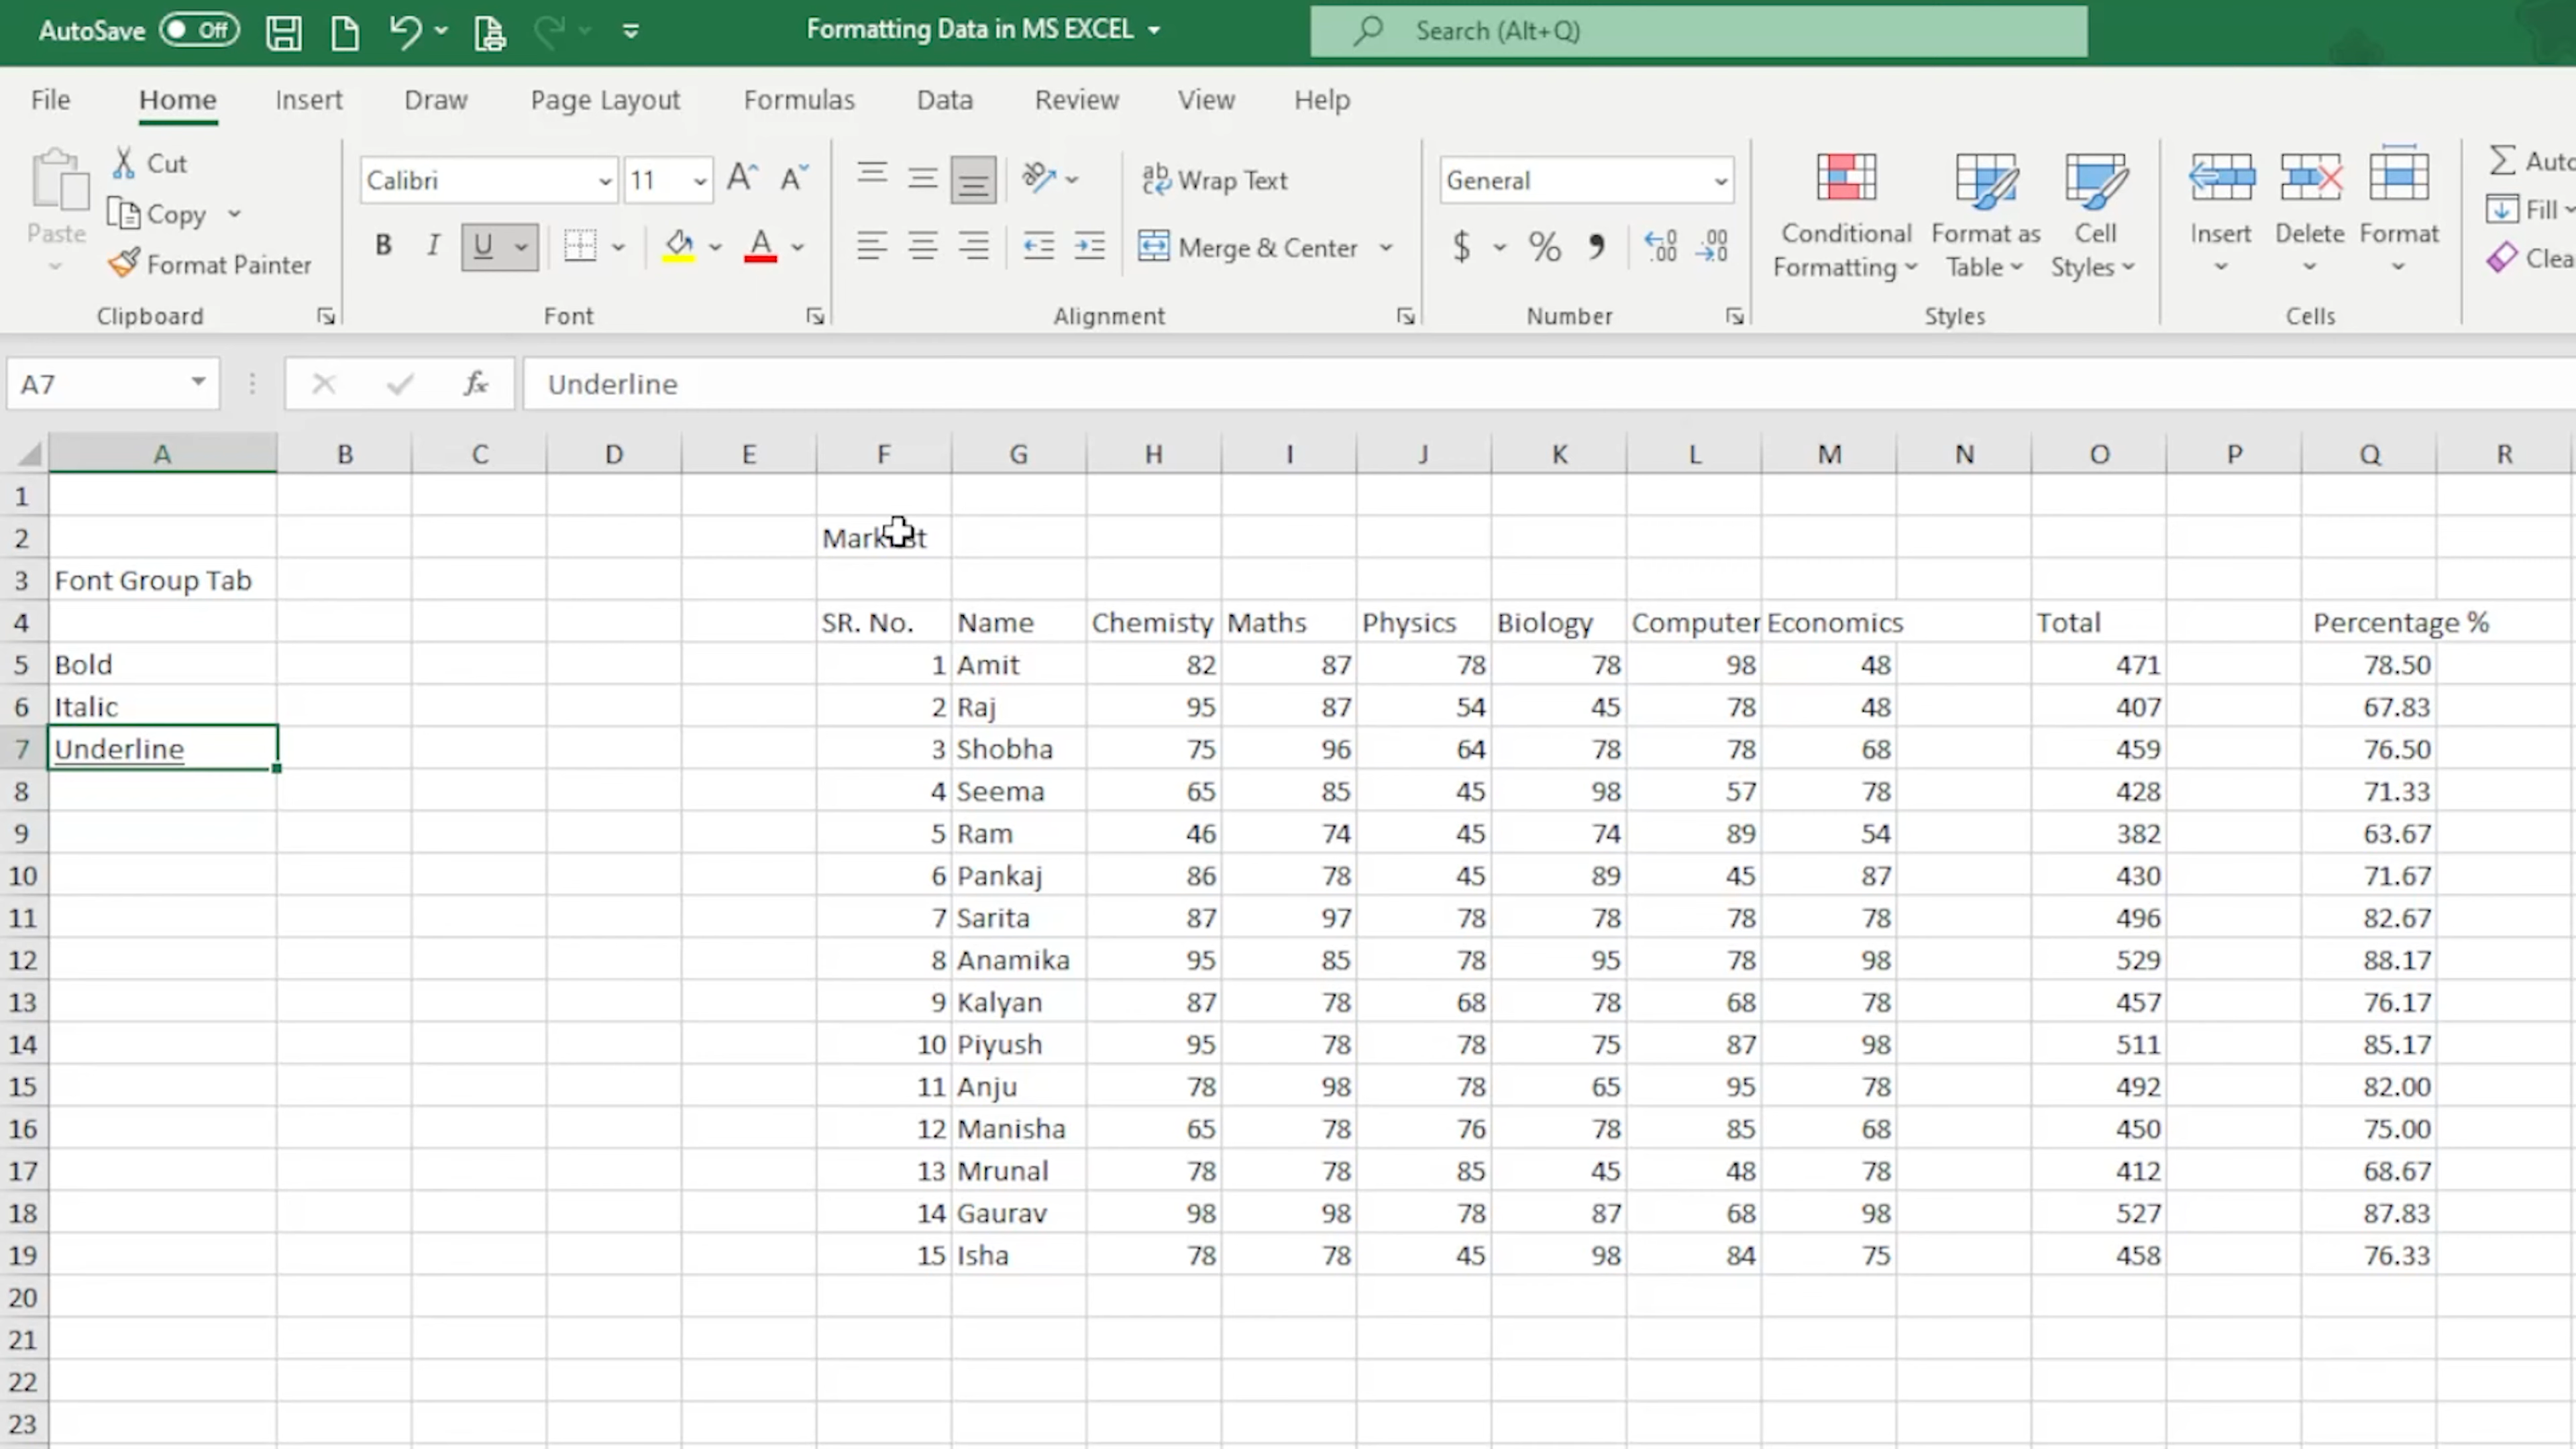 AutoSave Off Formatting Data in MS EXCEL Search (Alt+Q)
File Home Insert Draw Page Layout Formulas Data Review View Help
Paste Cut Copy Format Painter
Clipboard
Calibri 11 A A
B I U A
Font
ab Wrap Text
Merge & Center
Alignment
General
$ % , .00 .00
Number
Conditional Formatting Format as Table Cell Styles
Styles
Insert Delete Format
Cells
Σ
Fill
A7 fx Underline
A B C D E F G H I J K L M N O P Q R
1
2
3 Font Group Tab
4 SR. No. Name Chemisty Maths Physics Biology Computer Economics Total Percentage %
5 Bold 1 Amit 82 87 78 78 98 48 471 78.50
6 Italic 2 Raj 95 87 54 45 78 48 407 67.83
7 Underline 3 Shobha 75 96 64 78 78 68 459 76.50
8 4 Seema 65 85 45 98 57 78 428 71.33
9 5 Ram 46 74 45 74 89 54 382 63.67
10 6 Pankaj 86 78 45 89 45 87 430 71.67
11 7 Sarita 87 97 78 78 78 78 496 82.67
12 8 Anamika 95 85 78 95 78 98 529 88.17
13 9 Kalyan 87 78 68 78 68 78 457 76.17
14 10 Piyush 95 78 78 75 87 98 511 85.17
15 11 Anju 78 98 78 65 95 78 492 82.00
16 12 Manisha 65 78 76 78 85 68 450 75.00
17 13 Mrunal 78 78 85 45 48 78 412 68.67
18 14 Gaurav 98 98 78 87 68 98 527 87.83
19 15 Isha 78 78 45 98 84 75 458 76.33
20
21
22
23